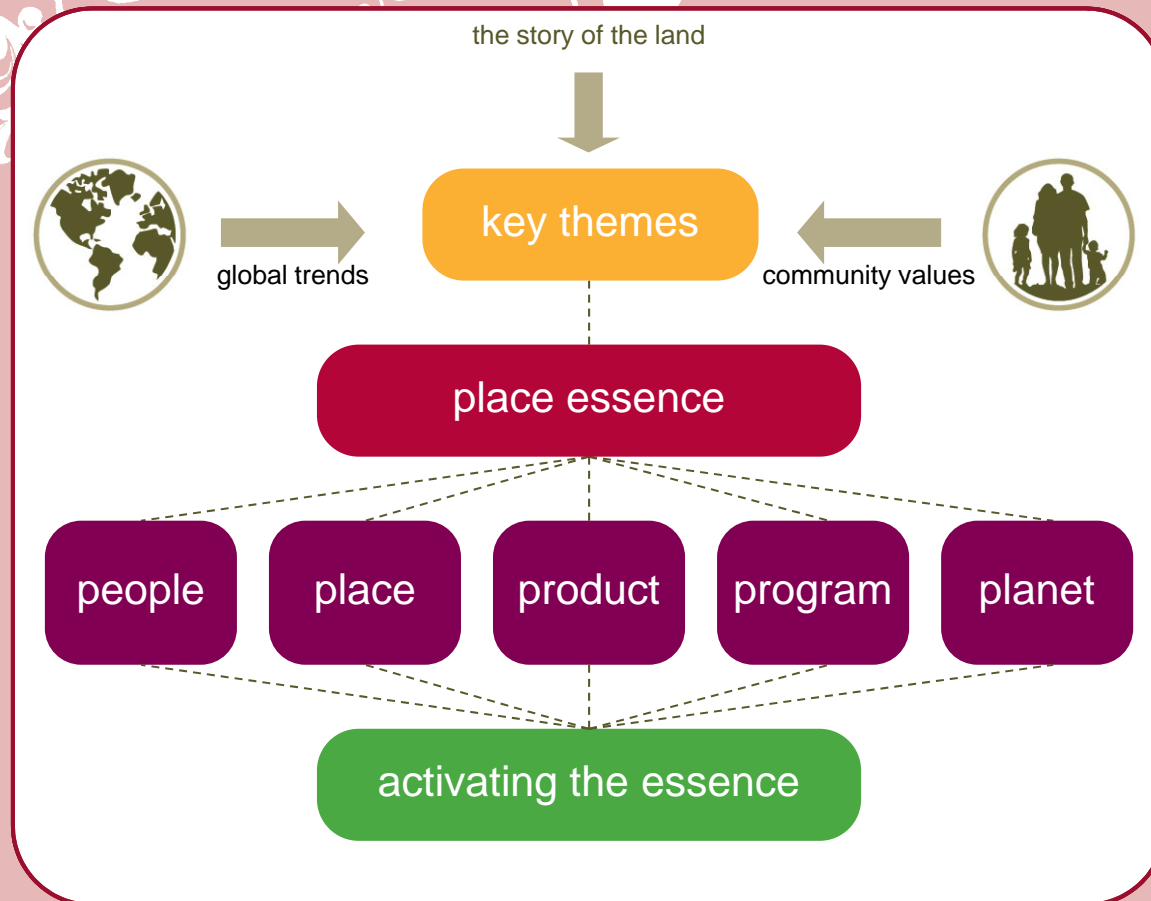 the story of the land
key themes
global trends
community values
place essence
people
place
product
program
planet
activating the essence